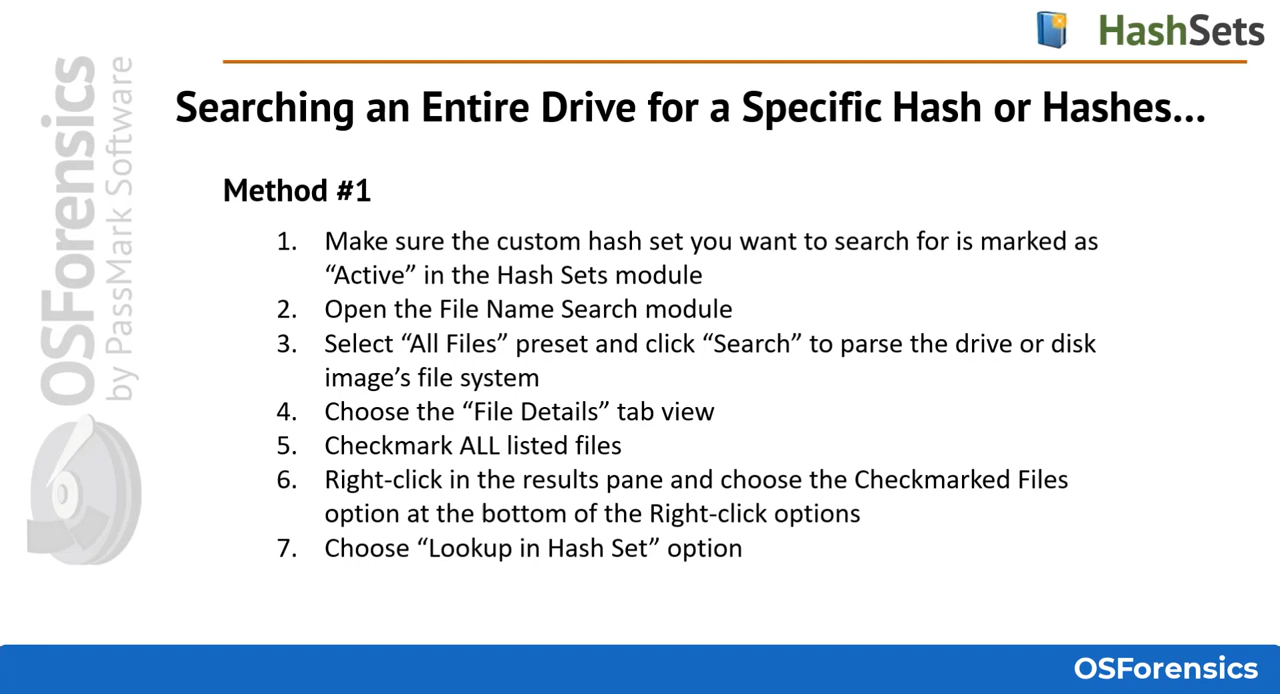 HashSets
Searching an Entire Drive for a Specific Hash or Hashes...
OSForensics
by PassMark Software
Method #1
1. Make sure the custom hash set you want to search for is marked as
“Active” in the Hash Sets module
2. Open the File Name Search module
3. Select “All Files” preset and click “Search” to parse the drive or disk
image’s file system
4. Choose the “File Details” tab view
5. Checkmark ALL listed files
6. Right-click in the results pane and choose the Checkmarked Files
option at the bottom of the Right-click options
7. Choose “Lookup in Hash Set” option
OSForensics